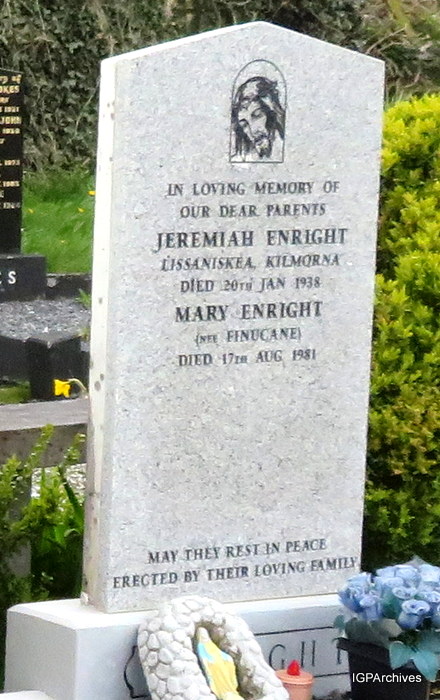 IN LOVING MEMORY OF
OUR DEAR PARENTS
JEREMIAH ENRIGHT
LISSANISKEA, KILMORNA
DIED 20TH JAN 1938
MARY ENRIGHT
(NEE FINUCANE)
DIED 17TH AUG 1981
MAY THEY REST IN PEACE
ERECTED BY THEIR LOVING FAMILY
IGPArchives